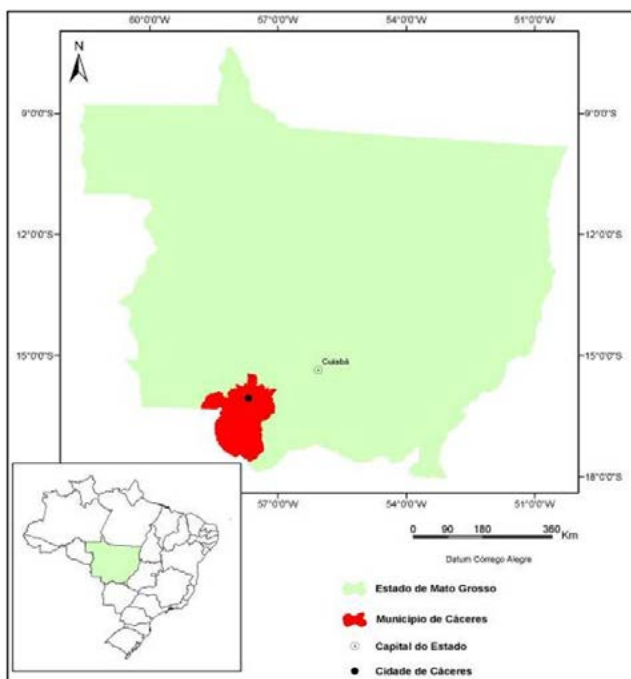 60°0'0"S 57°0'0"S 54°0'0"S 51°0'0"S
N
9°0'0"S 9°0'0"S
12°0'0"S 12°0'0"S
Cuiabá
15°0'0"S 15°0'0"S
18°0'0"S
57°0'0"S 54°0'0"S 51°0'0"S
0 90 180 360
Km
Datum Córrego Alegre
Estado de Mato Grosso
Município de Cáceres
Capital do Estado
Cidade de Cáceres